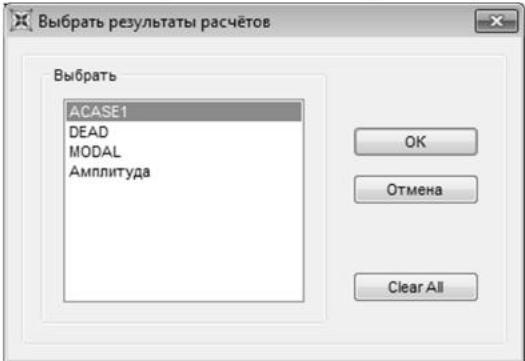 Выбрать результаты расчётов
Выбрать
ACASE1
DEAD
MODAL
Амплитуда
OK
Отмена
Clear All